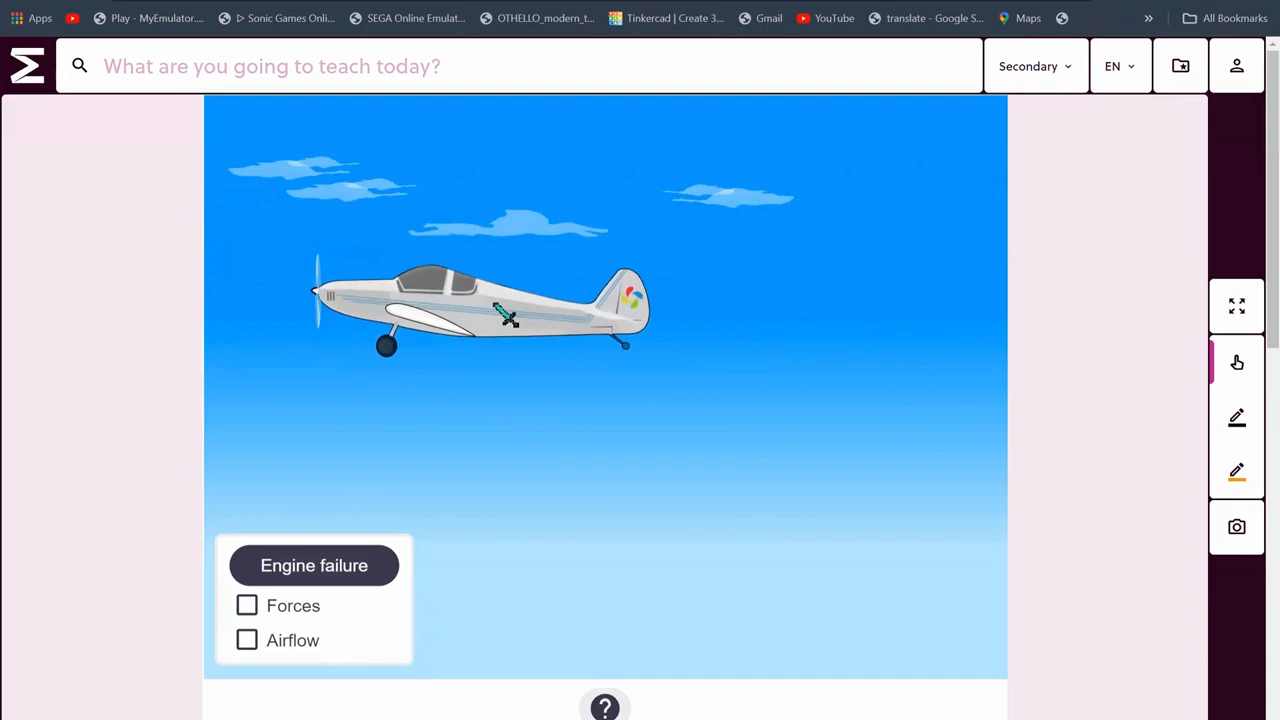 Apps Play - MyEmulator.... ▷ Sonic Games Onli... SEGA Online Emulat... OTHELLO_modern_t... Tinkercad | Create 3... Gmail YouTube translate - Google S... Maps » All Bookmarks
What are you going to teach today? Secondary EN
Engine failure
Forces
Airflow
?